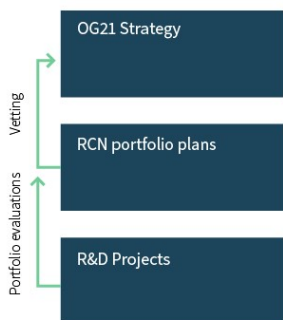 OG21 Strategy
Vetting
RCN portfolio plans
Portfolio evaluations
R&D Projects